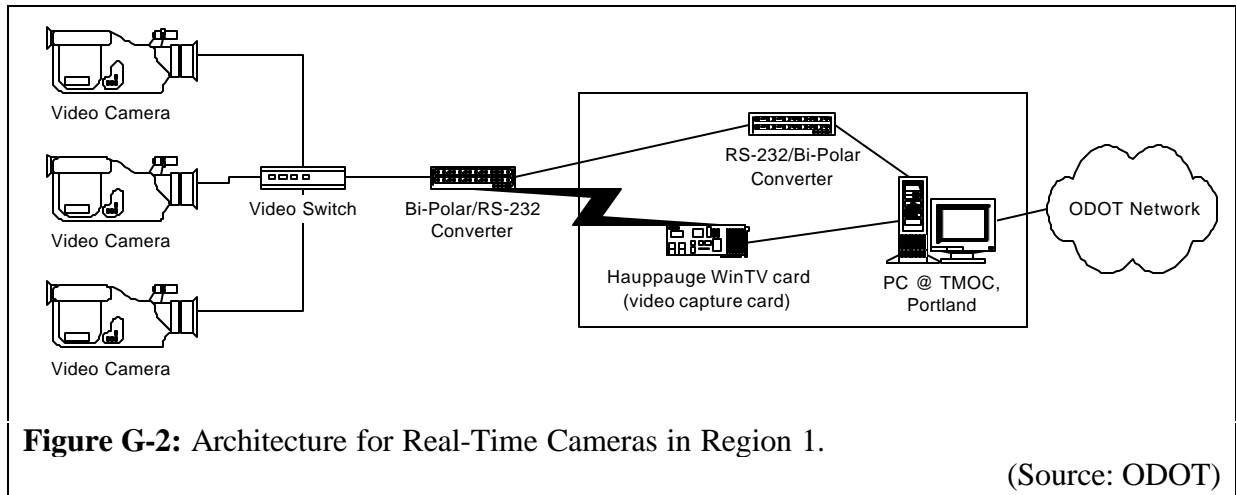 Video Camera
Video Camera
Video Camera
Video Switch
Bi-Polar/RS-232
Converter
RS-232/Bi-Polar
Converter
Hauppauge WinTV card
(video capture card)
PC @ TMOC,
Portland
ODOT Network
Figure G-2: Architecture for Real-Time Cameras in Region 1.
(Source: ODOT)